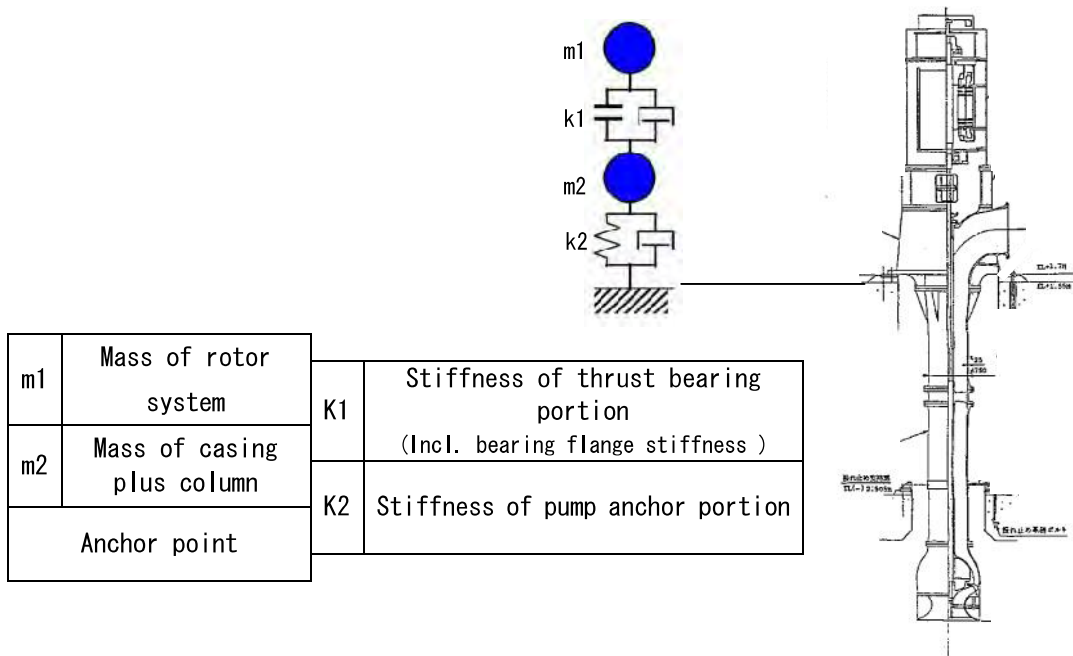 m1
k1
m2
k2
m1
Mass of rotor
system
m2
Mass of casing
plus column
Anchor point
K1
Stiffness of thrust bearing
portion
(Incl. bearing flange stiffness )
K2
Stiffness of pump anchor portion